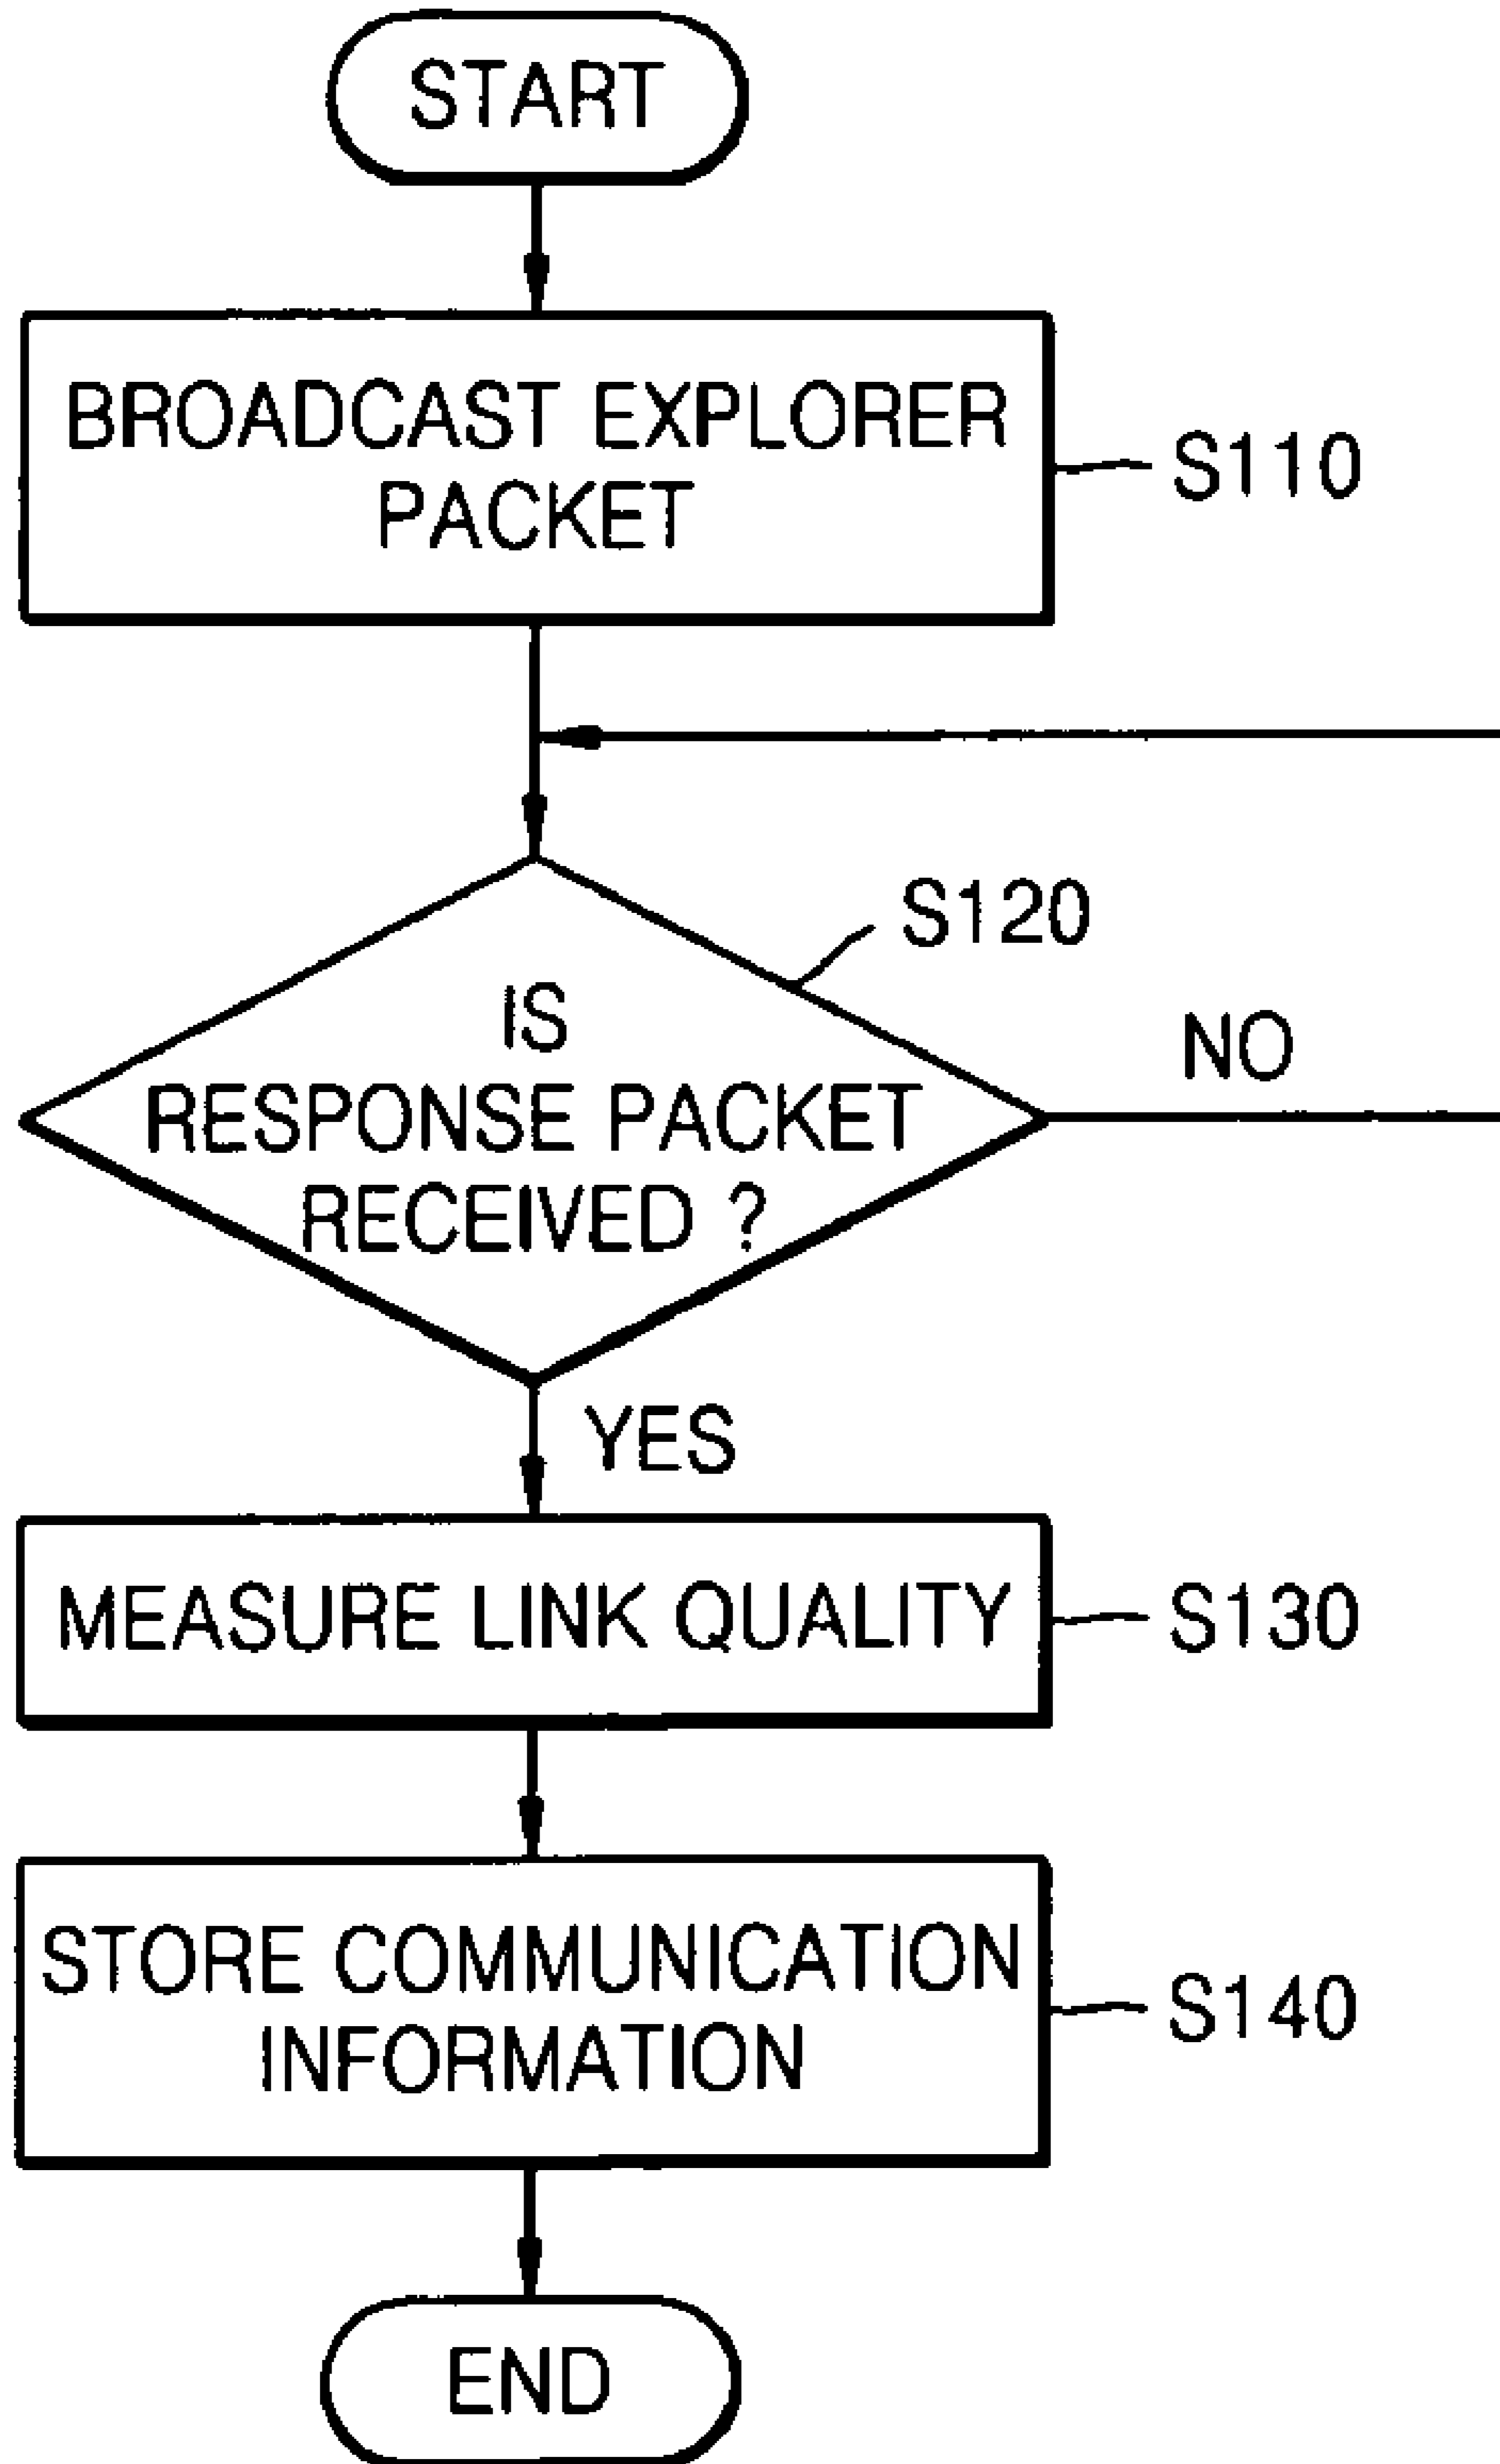 START
BROADCAST EXPLORER
PACKET
S110
S120
IS
RESPONSE PACKET
RECEIVED ?
NO
YES
MEASURE LINK QUALITY
S130
STORE COMMUNICATION
INFORMATION
S140
END